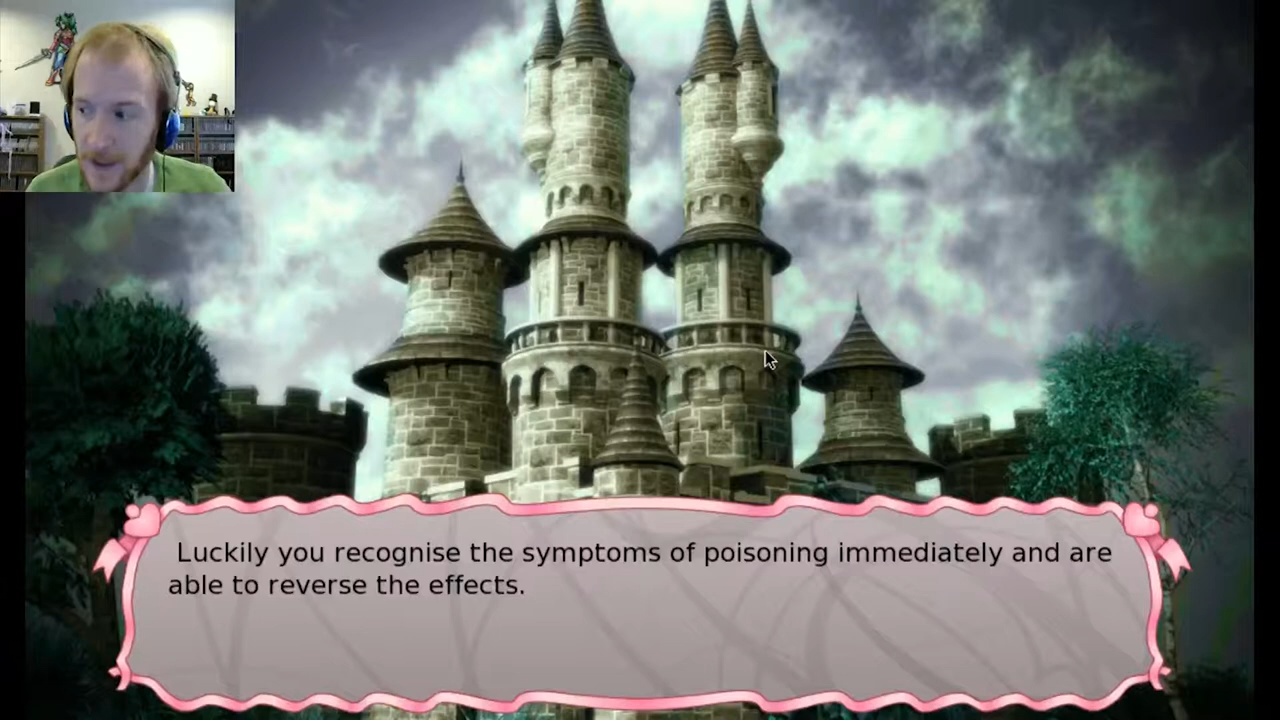 Luckily you recognise the symptoms of poisoning immediately and are
able to reverse the effects.